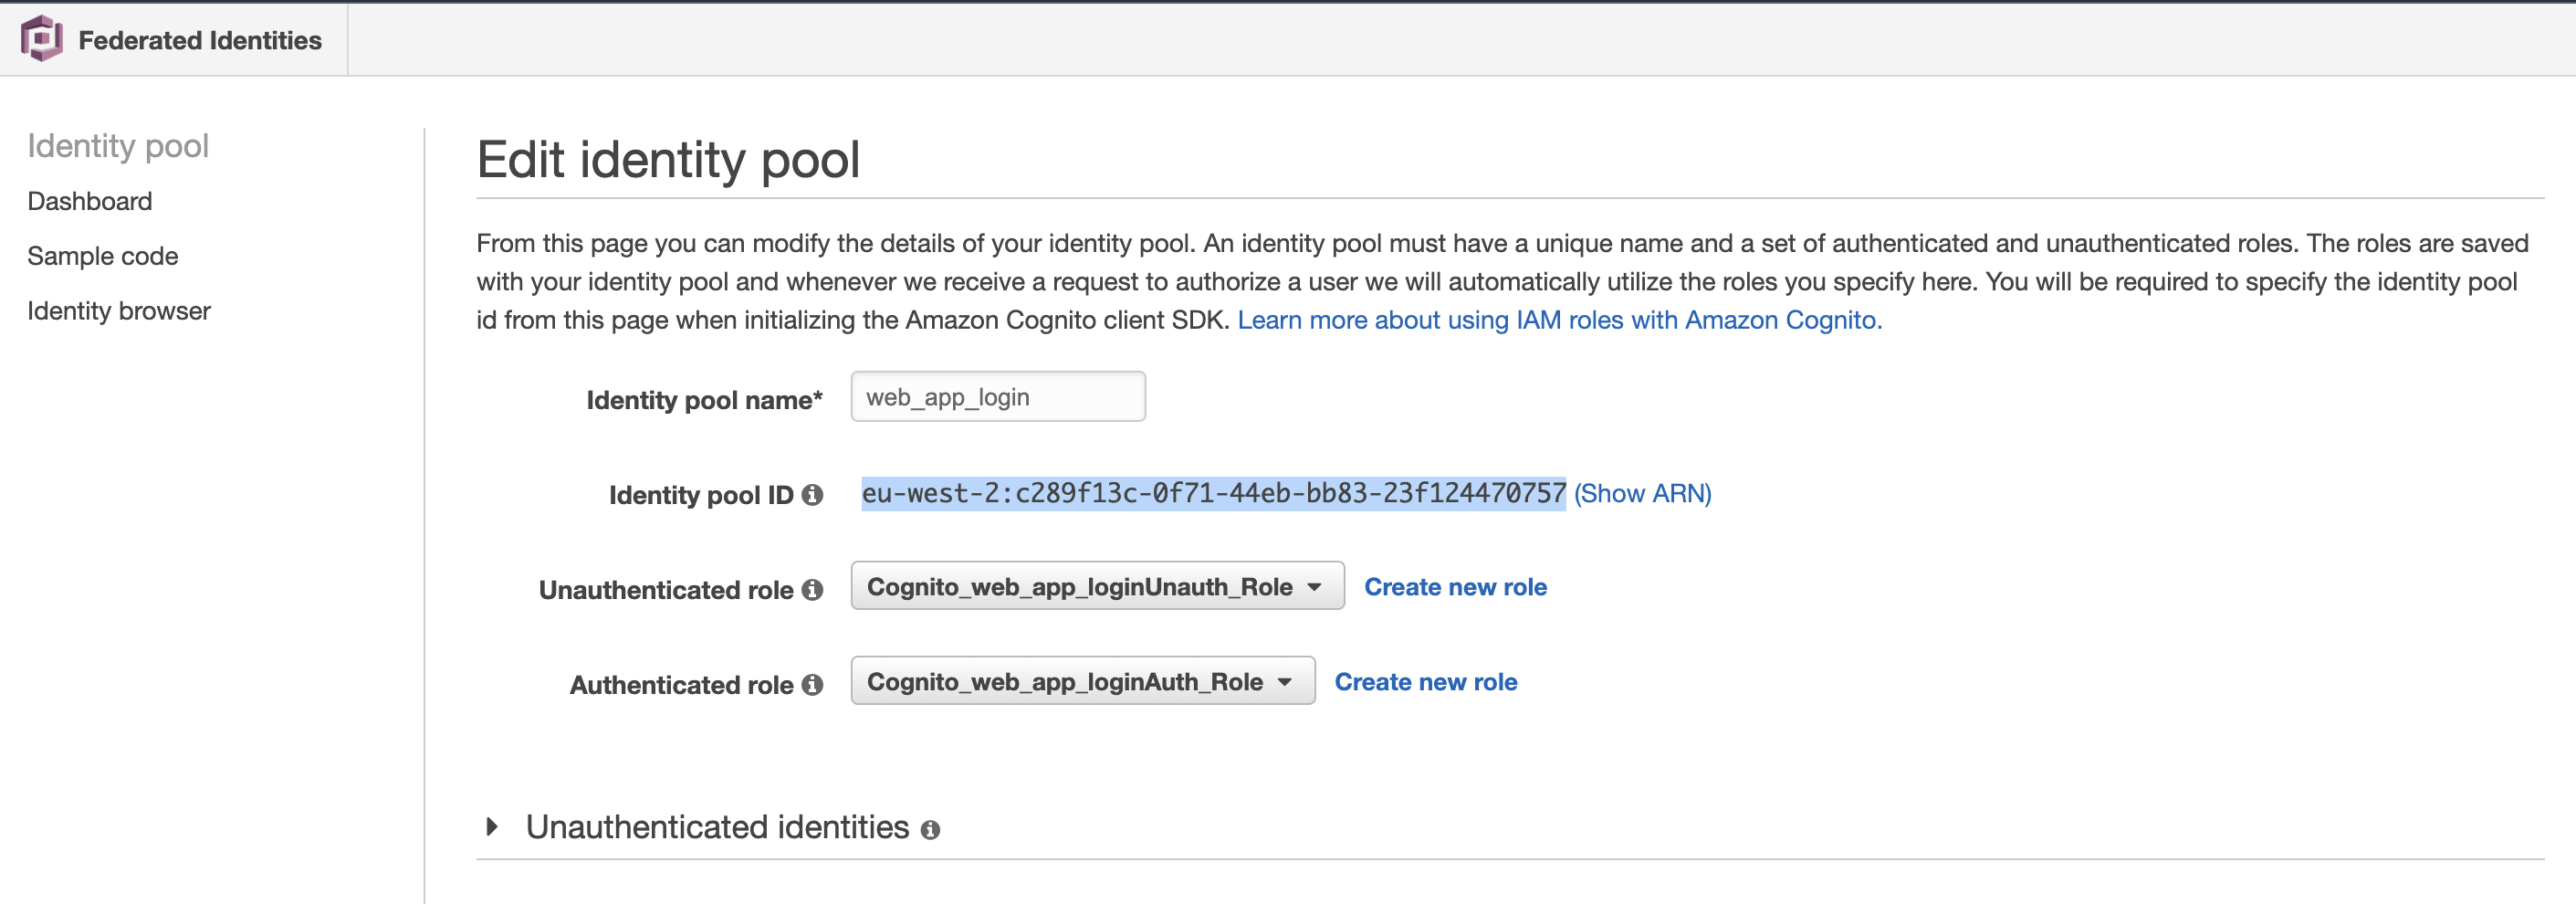 Federated Identities
Identity pool
Dashboard
Sample code
Identity browser
Edit identity pool
From this page you can modify the details of your identity pool. An identity pool must have a unique name and a set of authenticated and unauthenticated roles. The roles are saved
with your identity pool and whenever we receive a request to authorize a user we will automatically utilize the roles you specify here. You will be required to specify the identity pool
id from this page when initializing the Amazon Cognito client SDK. Learn more about using IAM roles with Amazon Cognito.
Identity pool name* web_app_login
Identity pool ID eu-west-2:c289f13c-0f71-44eb-bb83-23f124470757 (Show ARN)
Unauthenticated role Cognito_web_app_loginUnauth_Role Create new role
Authenticated role Cognito_web_app_loginAuth_Role Create new role
Unauthenticated identities